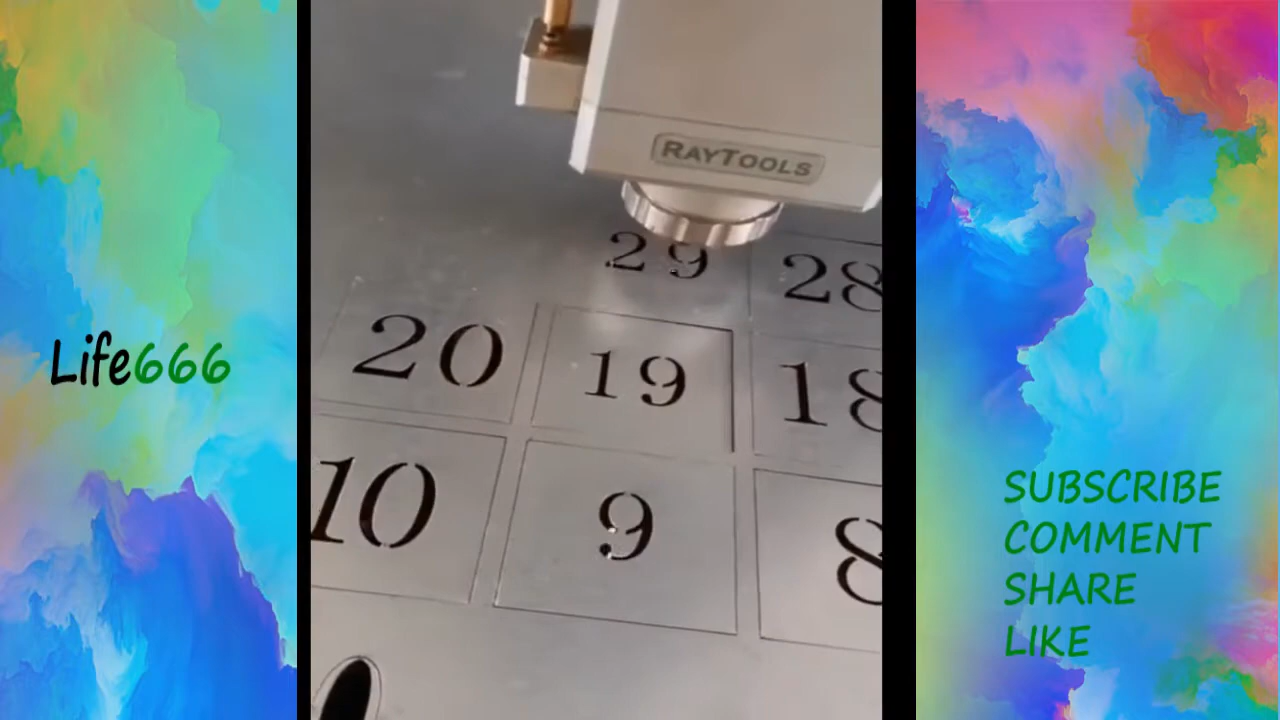 Life666
RAYTOOLS
29 28
20 19 18
10 9 8
SUBSCRIBE
COMMENT
SHARE
LIKE